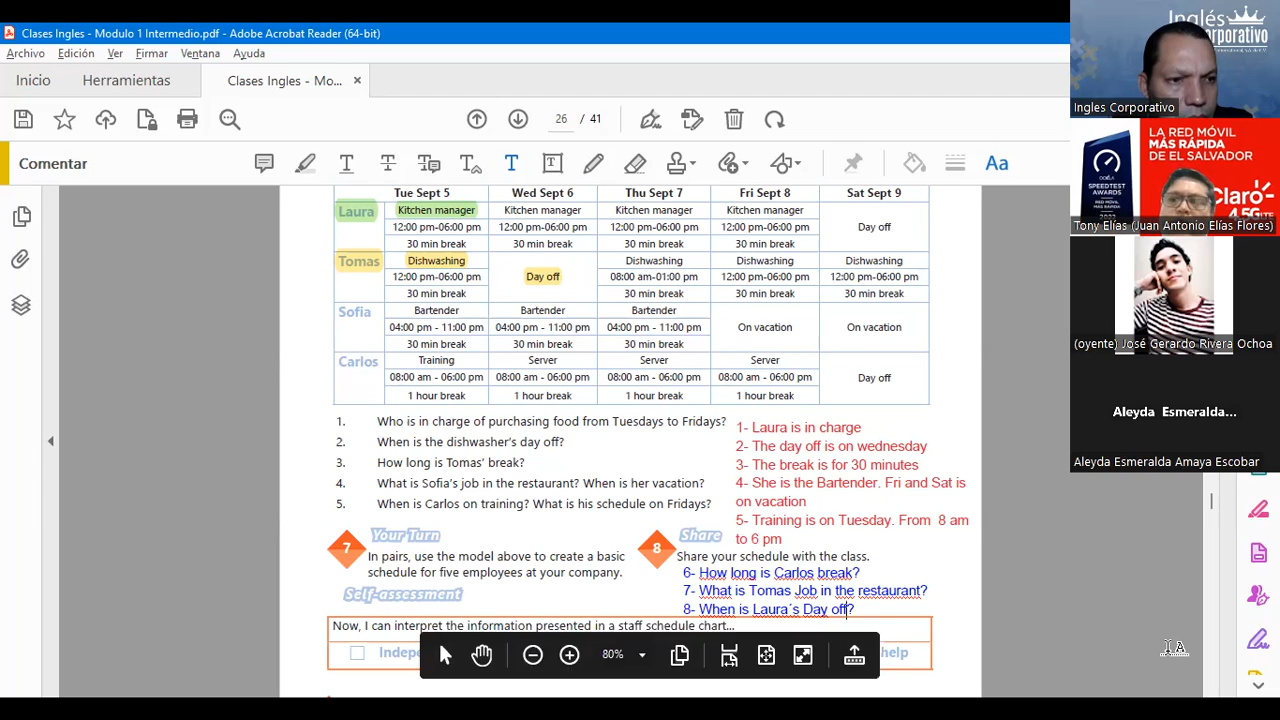 Clases Ingles - Modulo 1 Intermedio.pdf - Adobe Acrobat Reader (64-bit)
Archivo Edición Ver Firmar Ventana Ayuda
Inicio Herramientas Clases Ingles - Mo... ×
26 / 41
Comentar
Aa
Tue Sept 5 Wed Sept 6 Thu Sept 7 Fri Sept 8 Sat Sept 9
Laura Kitchen manager Kitchen manager Kitchen manager Kitchen manager
12:00 pm-06:00 pm 12:00 pm-06:00 pm 12:00 pm-06:00 pm 12:00 pm-06:00 pm Day off
30 min break 30 min break 30 min break 30 min break
Tomas Dishwashing Dishwashing Dishwashing Dishwashing
12:00 pm-06:00 pm Day off 08:00 am-01:00 pm 12:00 pm-06:00 pm 12:00 pm-06:00 pm
30 min break 30 min break 30 min break 30 min break
Sofia Bartender Bartender Bartender
04:00 pm - 11:00 pm 04:00 pm - 11:00 pm 04:00 pm - 11:00 pm On vacation On vacation
30 min break 30 min break 30 min break
Carlos Training Server Server Server
08:00 am - 06:00 pm 08:00 am - 06:00 pm 08:00 am - 06:00 pm 08:00 am - 06:00 pm Day off
1 hour break 1 hour break 1 hour break 1 hour break
1. Who is in charge of purchasing food from Tuesdays to Fridays?
2. When is the dishwasher's day off?
3. How long is Tomas' break?
4. What is Sofia's job in the restaurant? When is her vacation?
5. When is Carlos on training? What is his schedule on Fridays?
1- Laura is in charge
2- The day off is on wednesday
3- The break is for 30 minutes
4- She is the Bartender. Fri and Sat is
on vacation
5- Training is on Tuesday. From 8 am
to 6 pm
7 Your Turn
In pairs, use the model above to create a basic
schedule for five employees at your company.
8 Share
Share your schedule with the class.
6- How long is Carlos break?
7- What is Tomas Job in the restaurant?
8- When is Laura´s Day off?
Self-assessment
Now, I can interpret the information presented in a staff schedule chart...
Indepe
help
80%
Inglés
Corporativo
Ingles Corporativo
LA RED MÓVIL
MÁS RÁPIDA
DE EL SALVADOR
SPEEDTEST
AWARDS
Claro
4.5G
Tony Elías (Juan Antonio Elías Flores)
(oyente) José Gerardo Rivera Ochoa
Aleyda Esmeralda...
Aleyda Esmeralda Amaya Escobar